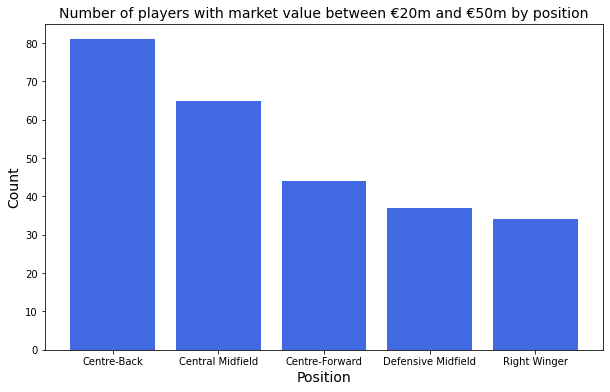 Number of players with market value between €20m and €50m by position
80
70
60
50
40
30
20
10
0
Count
Centre-Back Central Midfield Centre-Forward Defensive Midfield Right Winger
Position